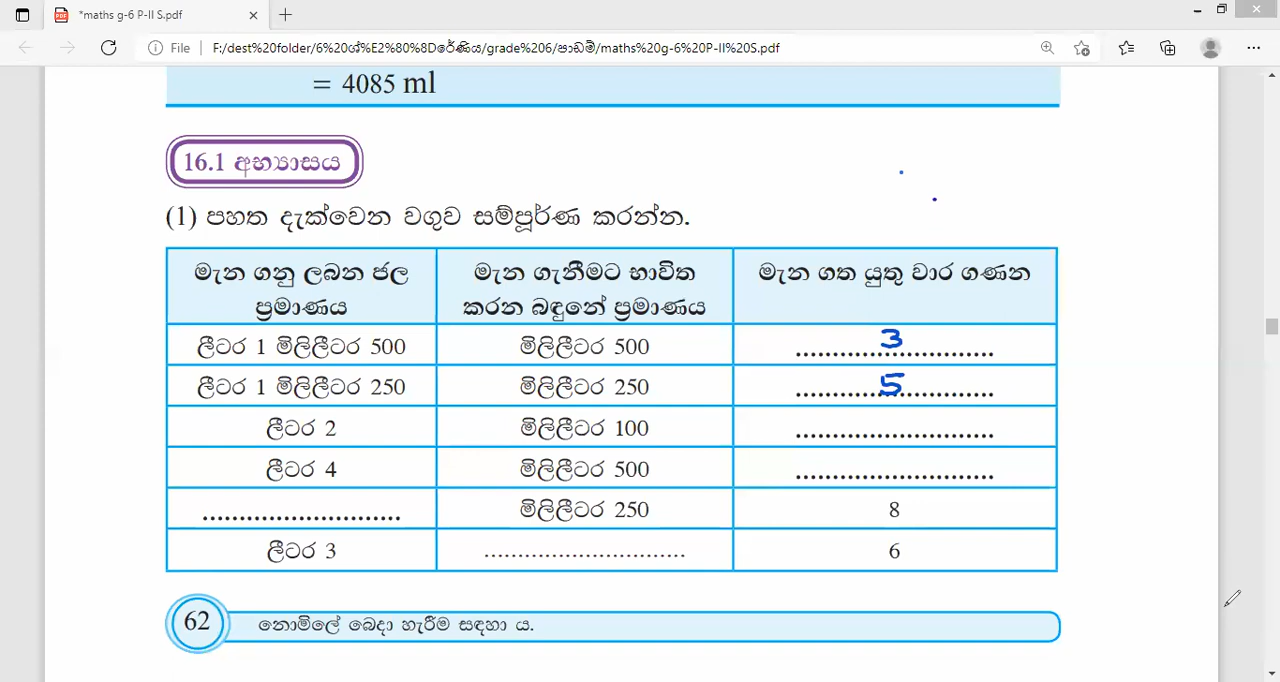 *maths g-6 P-II S.pdf
File F:/dest%20folder/6%20ශ්%E2%80%8Dරේණිය/grade%206/පාඩම්/maths%20g-6%20P-II%20S.pdf
= 4085 ml
16.1 අභ්‍යාසය
(1) පහත දැක්වෙන වගුව සම්පූර්ණ කරන්න.
මැන ගනු ලබන ජල ප්‍රමාණය
මැන ගැනීමට භාවිත කරන බඳුනේ ප්‍රමාණය
මැන ගත යුතු වාර ගණන
ලීටර 1 මිලිලීටර 500 මිලිලීටර 500 3
ලීටර 1 මිලිලීටර 250 මිලිලීටර 250 5
ලීටර 2 මිලිලීටර 100 ...........................
ලීටර 4 මිලිලීටර 500 ...........................
........................... මිලිලීටර 250 8
ලීටර 3 ........................... 6
62 නොමිලේ බෙදා හැරීම සඳහා ය.